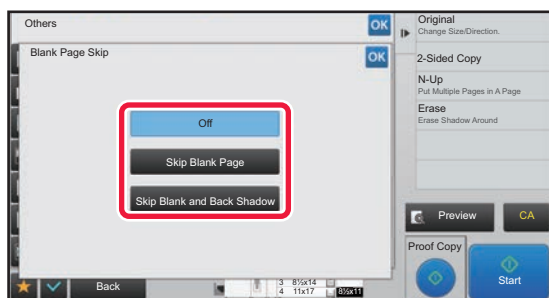 Others
OK
Blank Page Skip
OK
Off
Skip Blank Page
Skip Blank and Back Shadow
Back
3 8½x14
4 11x17
8½x11
Original
Change Size/Direction.
2-Sided Copy
N-Up
Put Multiple Pages in A Page
Erase
Erase Shadow Around
Preview
CA
Proof Copy
Start